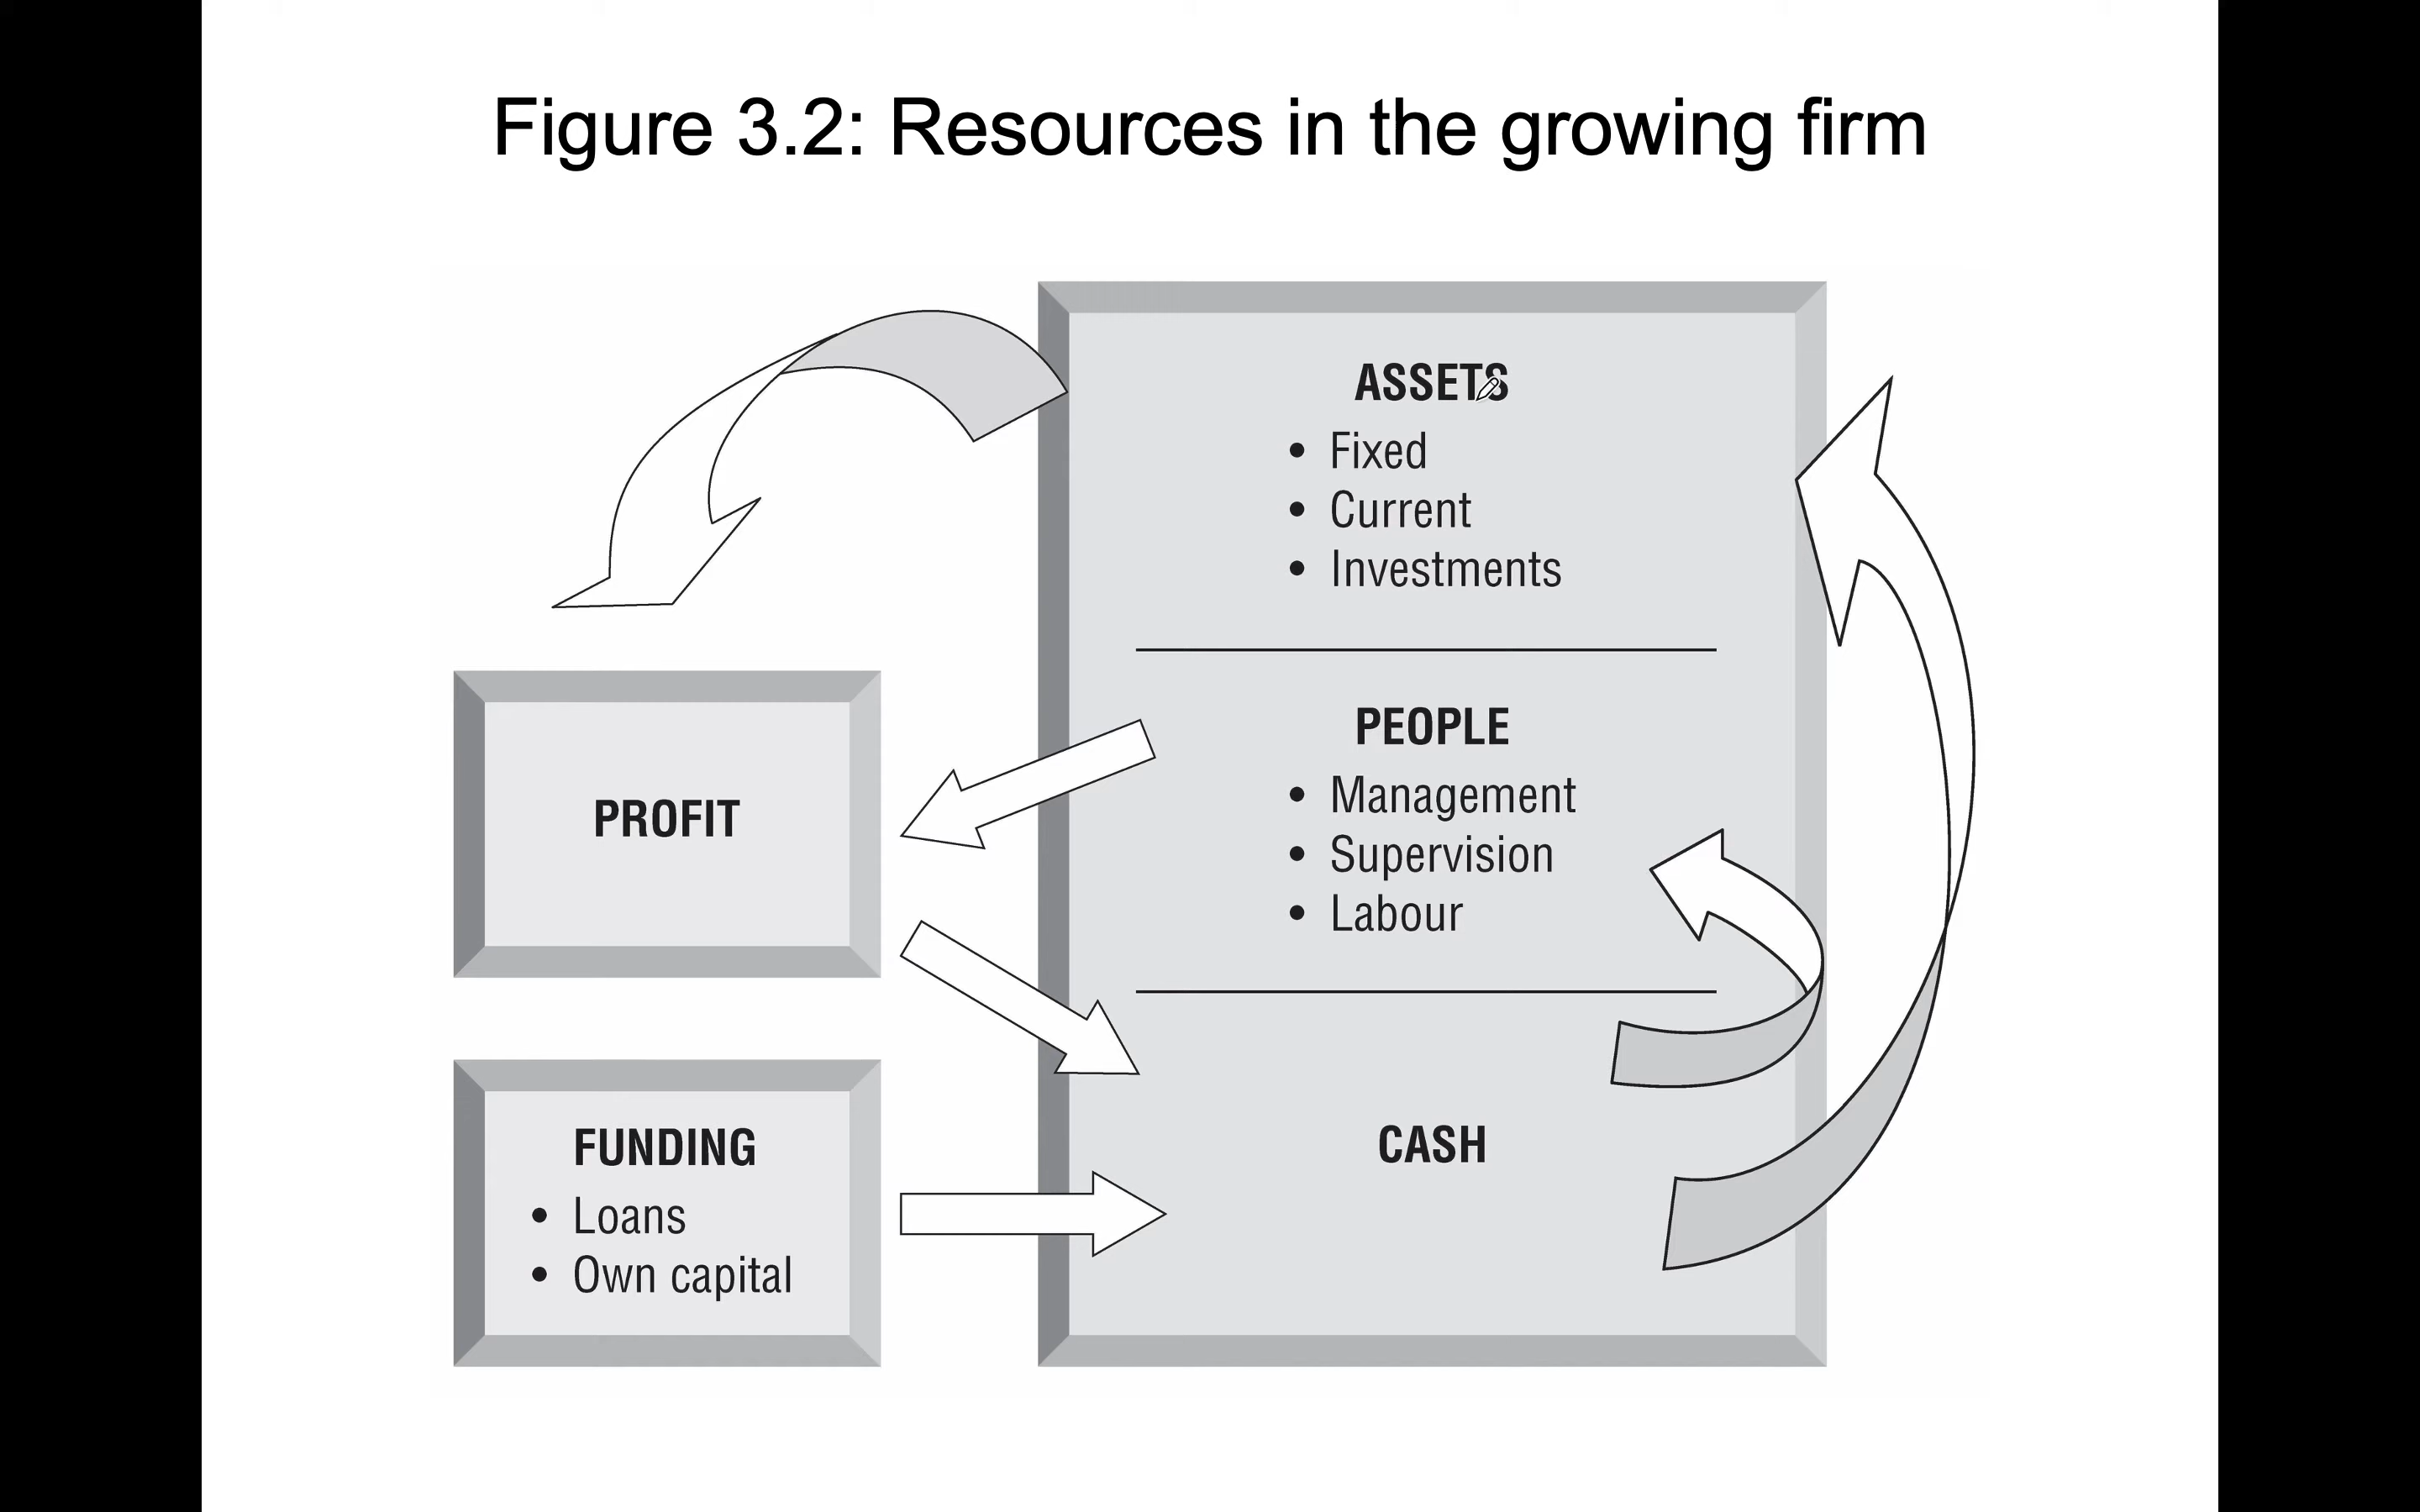 Figure 3.2: Resources in the growing firm
ASSETS
• Fixed
• Current
• Investments
PEOPLE
• Management
• Supervision
• Labour
PROFIT
CASH
FUNDING
• Loans
• Own capital